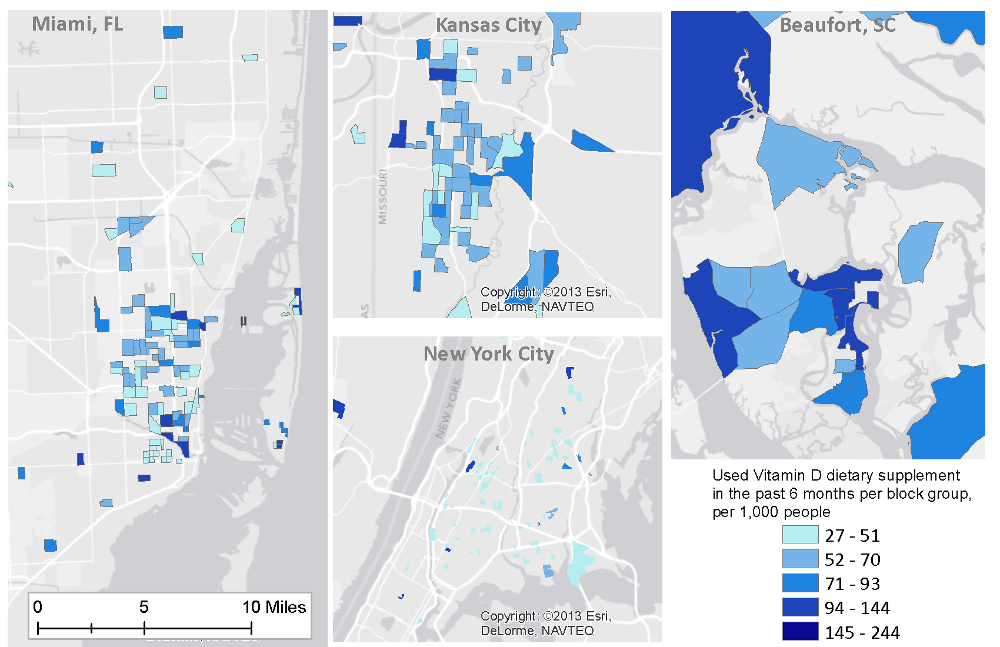 Miami, FL
Kansas City
Beaufort, SC
MISSOURI
AS
Copyright: ©2013 Esri,
DeLorme, NAVTEQ
New York City
NEW YORK
Copyright: ©2013 Esri,
DeLorme, NAVTEQ
0 5 10 Miles
Used Vitamin D dietary supplement
in the past 6 months per block group,
per 1,000 people
27 - 51
52 - 70
71 - 93
94 - 144
145 - 244